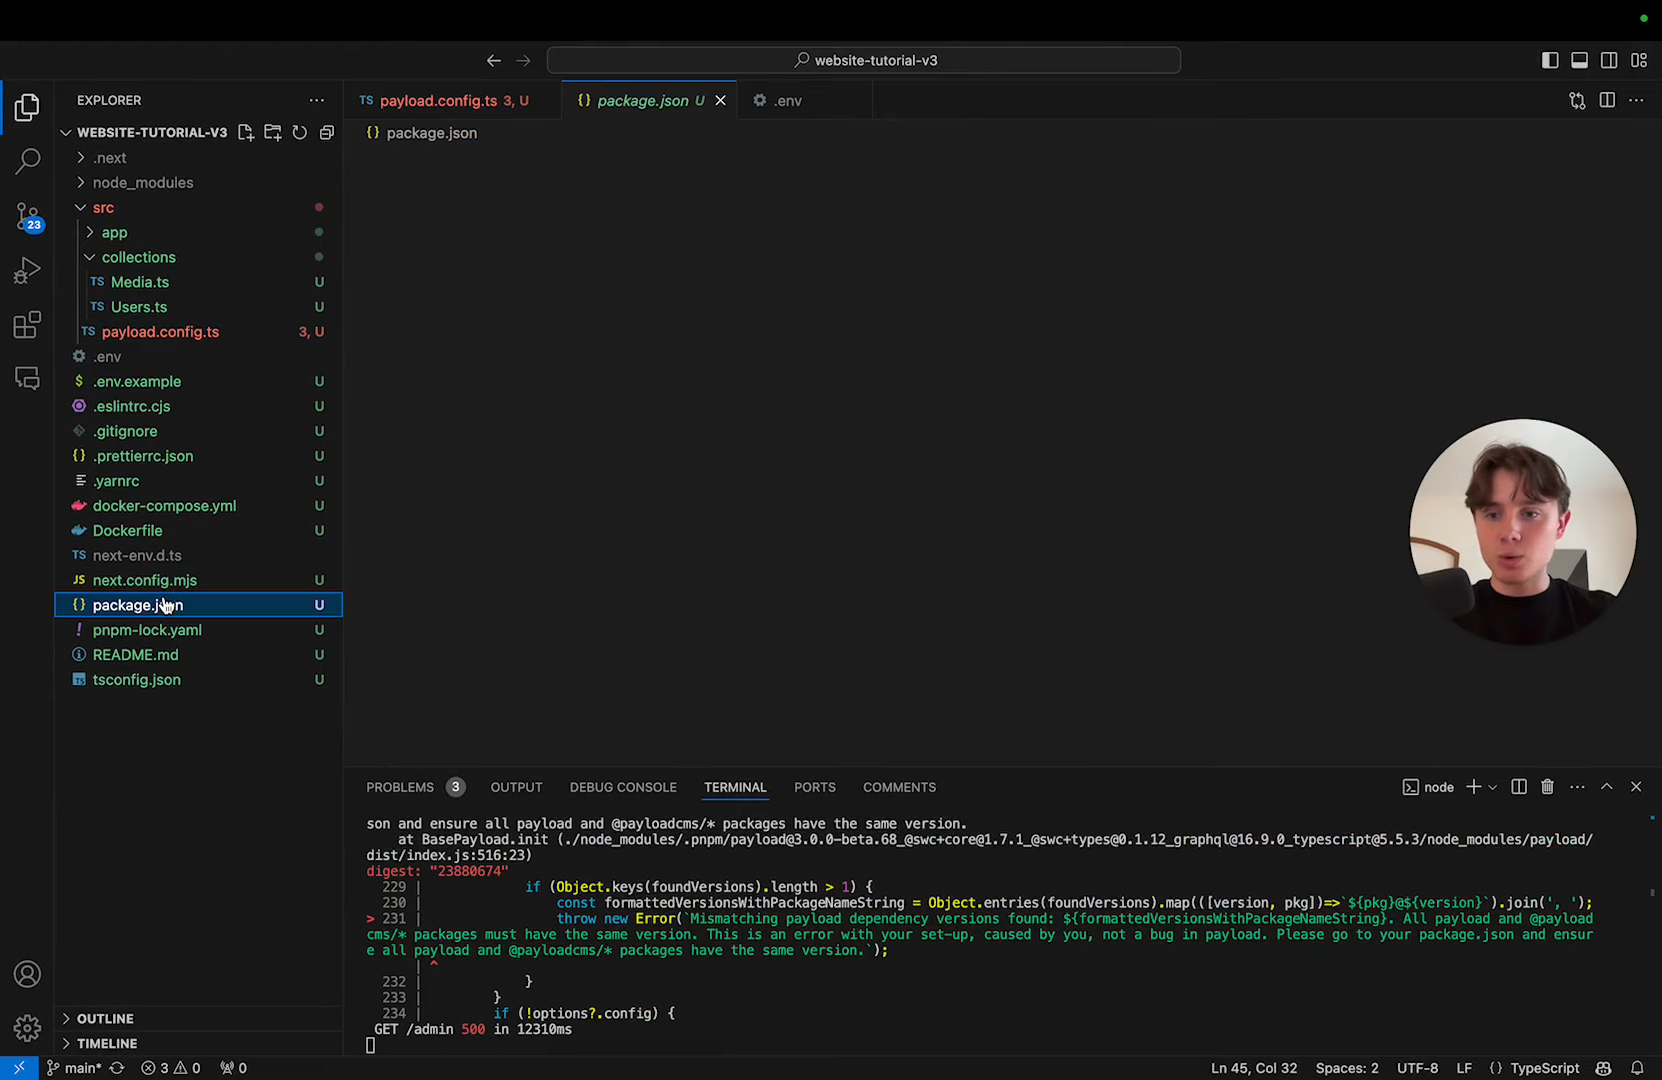 website-tutorial-v3
EXPLORER
WEBSITE-TUTORIAL-V3
.next
node_modules
src
app
collections
TS Media.ts U
TS Users.ts U
TS payload.config.ts 3, U
.env
$ .env.example U
.eslintrc.cjs U
.gitignore U
{} .prettierrc.json U
.yarnrc U
docker-compose.yml U
Dockerfile U
TS next-env.d.ts
JS next.config.mjs U
{} package.json U
! pnpm-lock.yaml U
README.md U
tsconfig.json U
OUTLINE
TIMELINE
23
TS payload.config.ts 3, U
{} package.json U
.env
{} package.json
PROBLEMS 3 OUTPUT DEBUG CONSOLE TERMINAL PORTS COMMENTS
node
son and ensure all payload and @payloadcms/* packages have the same version.
at BasePayload.init (./node_modules/.pnpm/payload@3.0.0-beta.68_@swc+core@1.7.1_@swc+types@0.1.12_graphql@16.9.0_typescript@5.5.3/node_modules/payload/
dist/index.js:516:23)
digest: "23880674"
229 | if (Object.keys(foundVersions).length > 1) {
230 | const formattedVersionsWithPackageNameString = Object.entries(foundVersions).map(([version, pkg])=>`${pkg}@${version}`).join(', ');
> 231 | throw new Error(`Mismatching payload dependency versions found: ${formattedVersionsWithPackageNameString}. All payload and @payload
cms/* packages must have the same version. This is an error with your set-up, caused by you, not a bug in payload. Please go to your package.json and ensur
e all payload and @payloadcms/* packages have the same version.`);
| ^
232 | }
233 | }
234 | if (!options?.config) {
GET /admin 500 in 12310ms
main* 3 0 0
Ln 45, Col 32 Spaces: 2 UTF-8 LF {} TypeScript